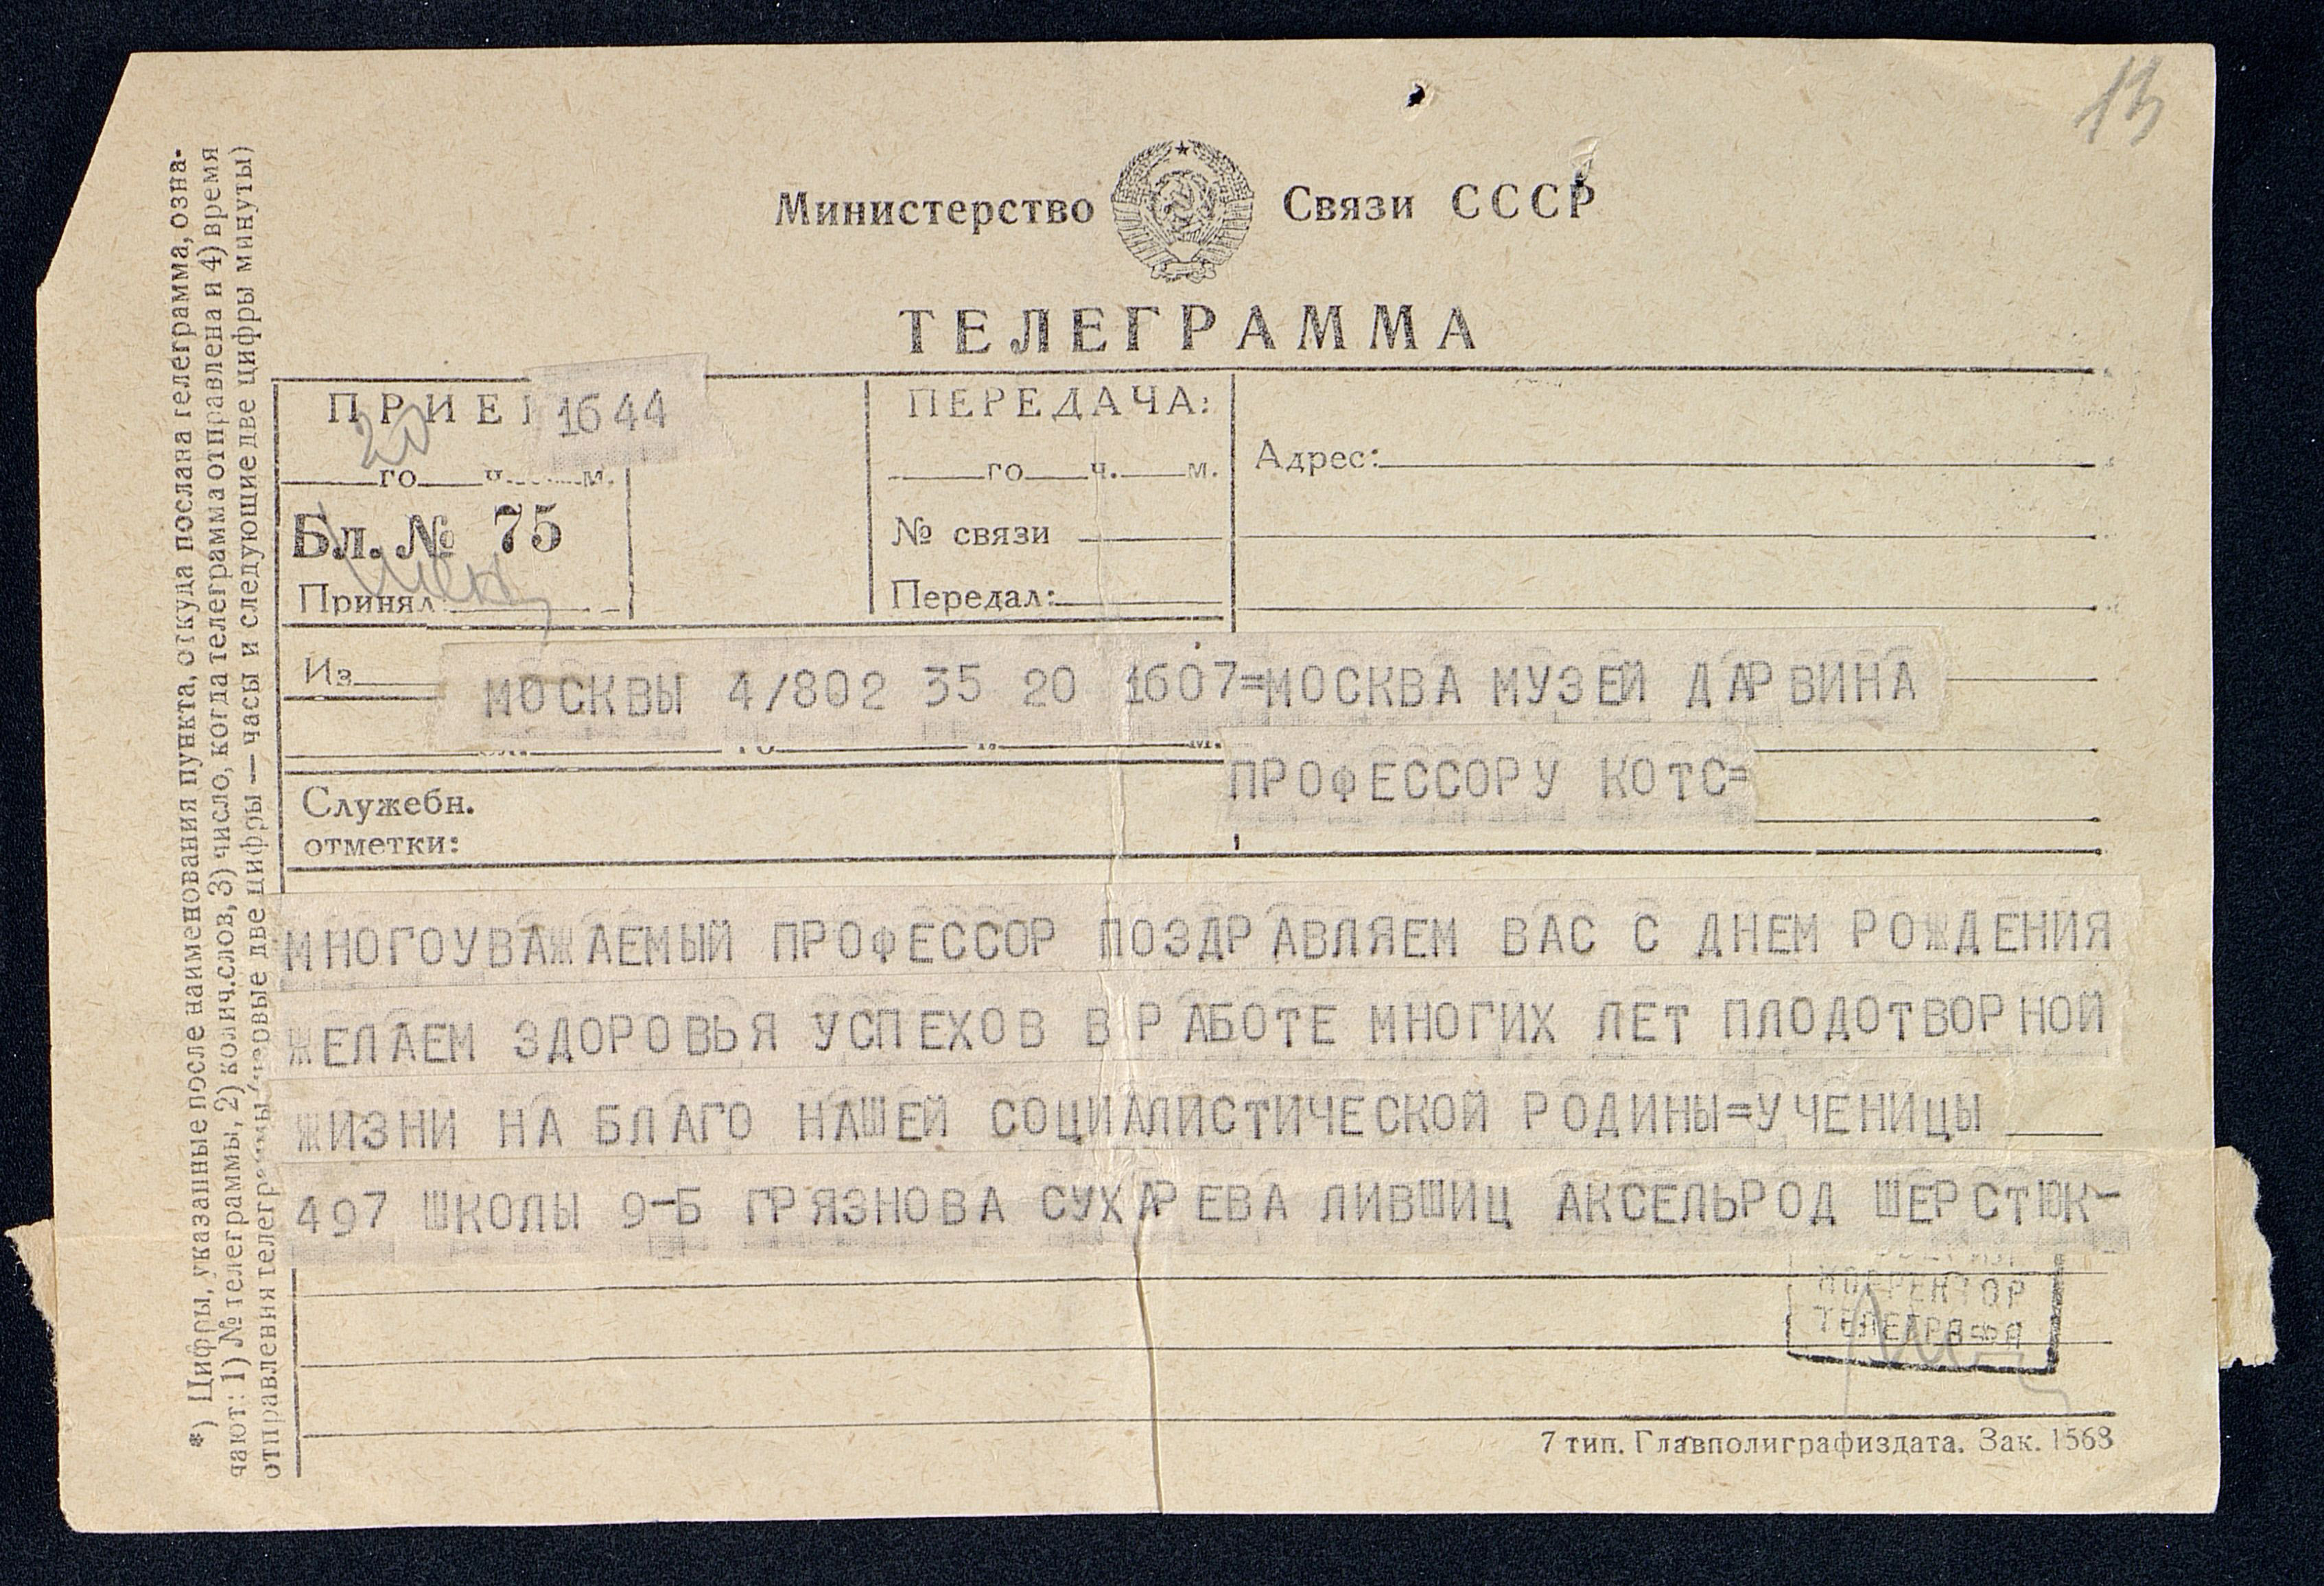 13
Министерство Связи СССР
ТЕЛЕГРАММА
ПРИЕ 1644
20
го ч. м.
Бл. № 75
Принял
ПЕРЕДАЧА:
го ч. м.
№ связи
Передал:
Адрес:
Из МОСКВЫ 4/802 35 20 1607=МОСКВА МУЗЕЙ ДАРВИНА
ПРОФЕССОРУ КОТС=
Служебн.
отметки:
МНОГОУВАЖАЕМЫЙ ПРОФЕССОР ПОЗДРАВЛЯЕМ ВАС С ДНЕМ РОЖДЕНИЯ
ЖЕЛАЕМ ЗДОРОВЬЯ УСПЕХОВ В РАБОТЕ МНОГИХ ЛЕТ ПЛОДОТВОРНОЙ
ЖИЗНИ НА БЛАГО НАШЕЙ СОЦИАЛИСТИЧЕСКОЙ РОДИНЫ=УЧЕНИЦЫ
497 ШКОЛЫ 9-Б ГРЯЗНОВА СУХАРЕВА ЛИВШИЦ АКСЕЛЬРОД ШЕРСТЮК-
КОРРЕКТОР
ТЕЛЕГРАФА
7 тип. Главполиграфиздата. Зак. 1568
*) Цифры, указанные после наименования пункта, откуда послана телеграмма, озна-
чают: 1) № телеграммы, 2) колич.слов, 3) число, когда телеграмма отправлена и 4) время
отправления телеграммы (первые две цифры — часы и следующие две цифры минуты)